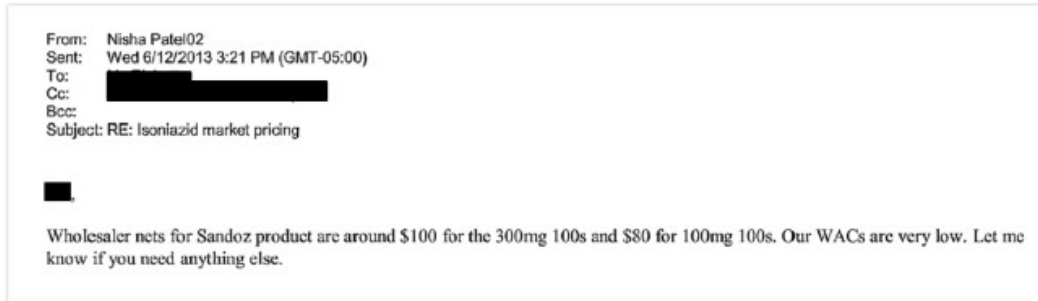 From: Nisha Patel02
Sent: Wed 6/12/2013 3:21 PM (GMT-05:00)
To:
Cc:
Bcc:
Subject: RE: Isoniazid market pricing
,
Wholesaler nets for Sandoz product are around $100 for the 300mg 100s and $80 for 100mg 100s. Our WACs are very low. Let me
know if you need anything else.